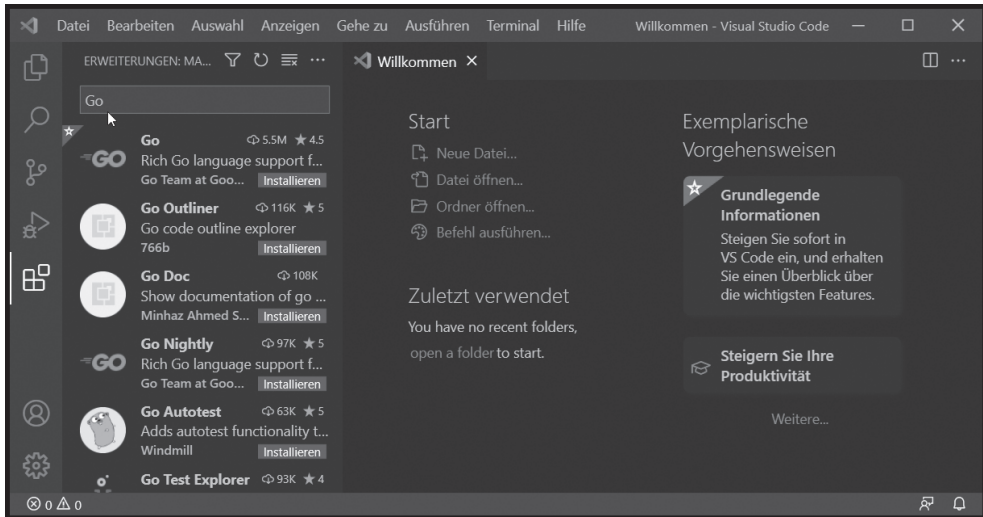 Datei Bearbeiten Auswahl Anzeigen Gehe zu Ausführen Terminal Hilfe Willkommen - Visual Studio Code
ERWEITERUNGEN: MA...
Willkommen
Go
Go 5.5M ★ 4.5
Rich Go language support f...
Go Team at Goo... Installieren
Go Outliner 116K ★ 5
Go code outline explorer
766b Installieren
Go Doc 108K
Show documentation of go ...
Minhaz Ahmed S... Installieren
Go Nightly 97K ★ 5
Rich Go language support f...
Go Team at Goo... Installieren
Go Autotest 63K ★ 5
Adds autotest functionality t...
Windmill Installieren
Go Test Explorer 93K ★ 4
Start
Neue Datei...
Datei öffnen...
Ordner öffnen...
Befehl ausführen...
Zuletzt verwendet
You have no recent folders,
open a folder to start.
Exemplarische
Vorgehensweisen
Grundlegende
Informationen
Steigen Sie sofort in
VS Code ein, und erhalten
Sie einen Überblick über
die wichtigsten Features.
Steigern Sie Ihre
Produktivität
Weitere...
0 0